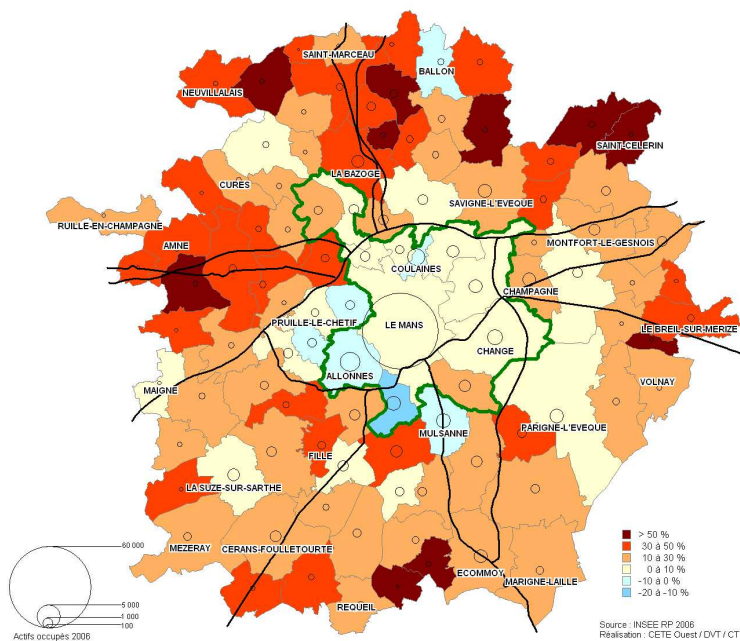 SAINT-MARCEAU
BALLON
NEUVILLALAIS
SAINT-CELERIN
LA BAZOGE
CURES
SAVIGNE-L'EVEQUE
RUILLE-EN-CHAMPAGNE
AMNE
MONTFORT-LE-GESNOIS
COULAINES
CHAMPAGNE
PRUILLE-LE-CHETIF
LE MANS
LE BREIL-SUR-MERIZE
CHANGE
ALLONNES
VOLNAY
MAIGNE
PARIGNE-L'EVEQUE
MULSANNE
FILLE
LA SUZE-SUR-SARTHE
MEZERAY
CERANS-FOULLETOURTE
ECOMMOY
MARIGNE-LAILLE
REQUEIL
60 000
5 000
1 000
100
Actifs occupés 2006
> 50 %
30 à 50 %
10 à 30 %
0 à 10 %
-10 à 0 %
-20 à -10 %
Source : INSEE RP 2006
Réalisation : CETE Ouest / DVT / CT